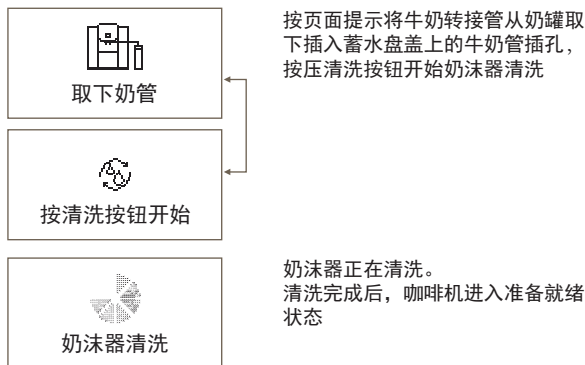 取下奶管
按清洗按钮开始
奶沫器清洗
按页面提示将牛奶转接管从奶罐取
下插入蓄水盘盖上的牛奶管插孔，
按压清洗按钮开始奶沫器清洗
奶沫器正在清洗。
清洗完成后，咖啡机进入准备就绪
状态